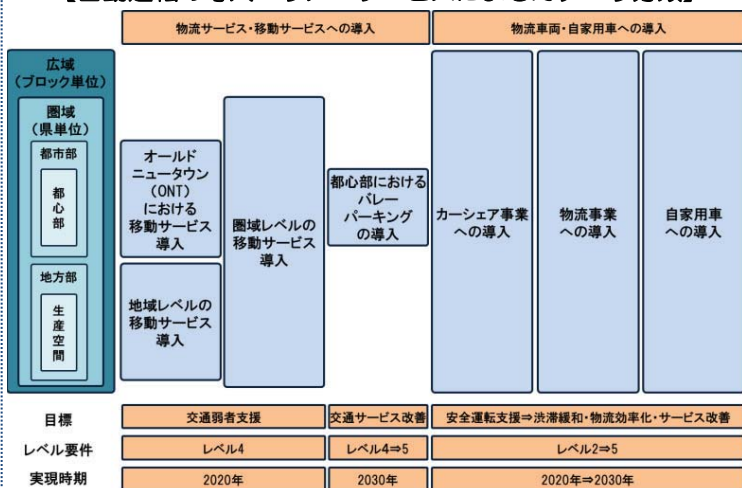 物流サービス・移動サービスへの導入
物流車両・自家用車への導入
広域
(ブロック単位)
圏域
(県単位)
都市部
都
心
部
地方部
生
産
空
間
オールド
ニュータウン
(ONT)
における
移動サービス
導入
地域レベルの
移動サービス
導入
圏域レベルの
移動サービス
導入
都心部における
バレー
パーキング
の導入
カーシェア事業
への導入
物流事業
への導入
自家用車
への導入
目標
交通弱者支援
交通サービス改善
安全運転支援⇒渋滞緩和・物流効率化・サービス改善
レベル要件
レベル4
レベル4⇒5
レベル2⇒5
実現時期
2020年
2030年
2020年⇒2030年